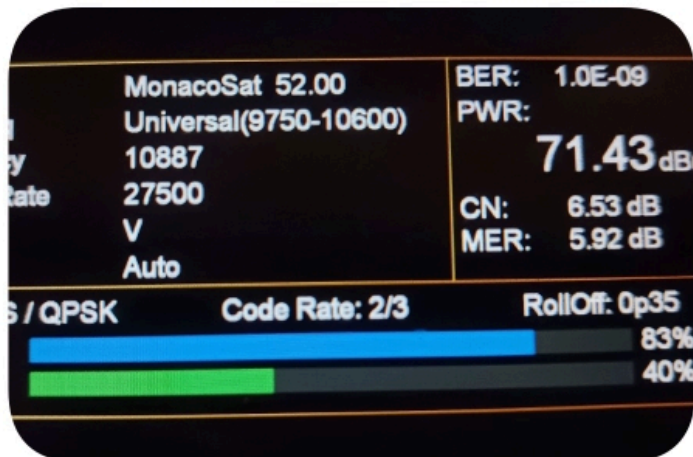 MonacoSat 52.00
Universal(9750-10600)
10887
27500
V
Auto
BER: 1.0E-09
PWR:
71.43 dB
CN: 6.53 dB
MER: 5.92 dB
S / QPSK Code Rate: 2/3 RollOff: 0p35
83%
40%